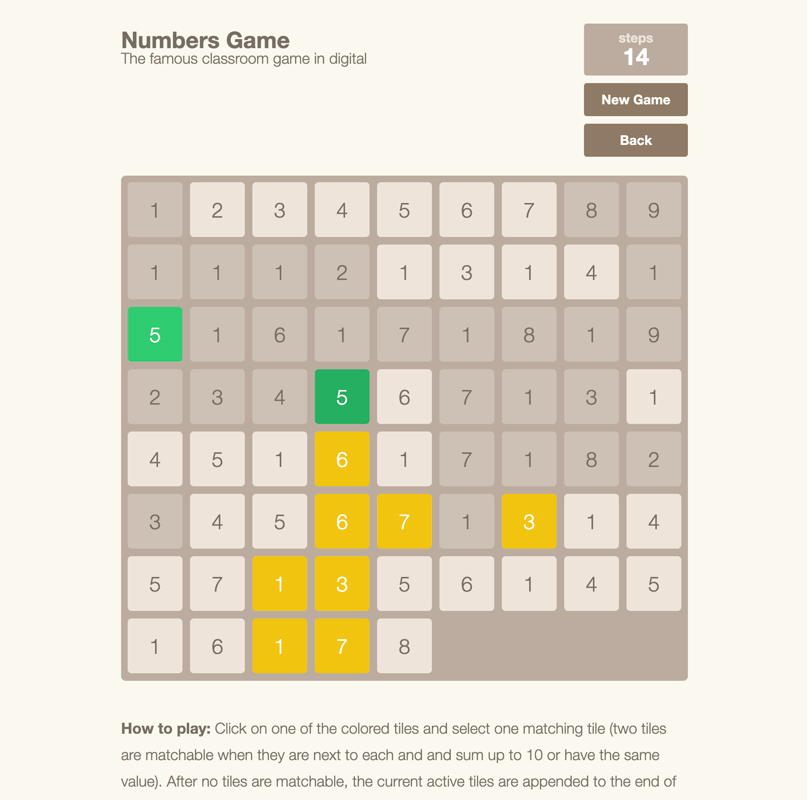 Numbers Game
The famous classroom game in digital
steps
14
New Game
Back
1 2 3 4 5 6 7 8 9
1 1 1 2 1 3 1 4 1
5 1 6 1 7 1 8 1 9
2 3 4 5 6 7 1 3 1
4 5 1 6 1 7 1 8 2
3 4 5 6 7 1 3 1 4
5 7 1 3 5 6 1 4 5
1 6 1 7 8
How to play: Click on one of the colored tiles and select one matching tile (two tiles
are matchable when they are next to each and and sum up to 10 or have the same
value). After no tiles are matchable, the current active tiles are appended to the end of